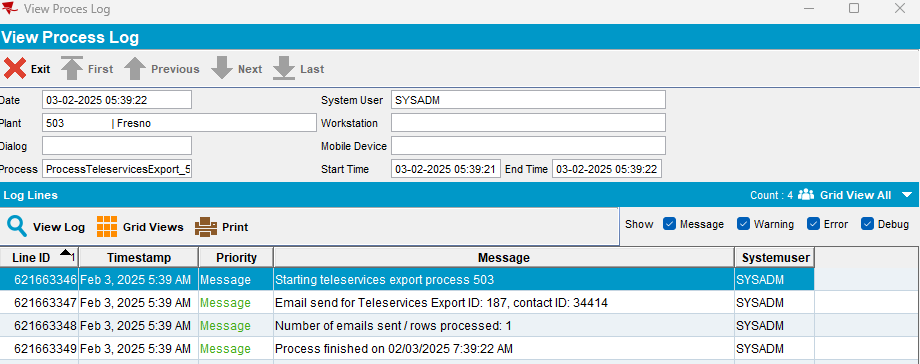 View Proces Log
View Process Log
Exit First Previous Next Last
Date 03-02-2025 05:39:22 System User SYSADM
Plant 503 | Fresno Workstation
Dialog Mobile Device
Process ProcessTeleservicesExport_5 Start Time 03-02-2025 05:39:21 End Time 03-02-2025 05:39:22
Log Lines Count : 4 Grid View All
View Log Grid Views Print Show Message Warning Error Debug
Line ID 1 Timestamp Priority Message Systemuser
621663346 Feb 3, 2025 5:39 AM Message Starting teleservices export process 503 SYSADM
621663347 Feb 3, 2025 5:39 AM Message Email send for Teleservices Export ID: 187, contact ID: 34414 SYSADM
621663348 Feb 3, 2025 5:39 AM Message Number of emails sent / rows processed: 1 SYSADM
621663349 Feb 3, 2025 5:39 AM Message Process finished on 02/03/2025 7:39:22 AM SYSADM